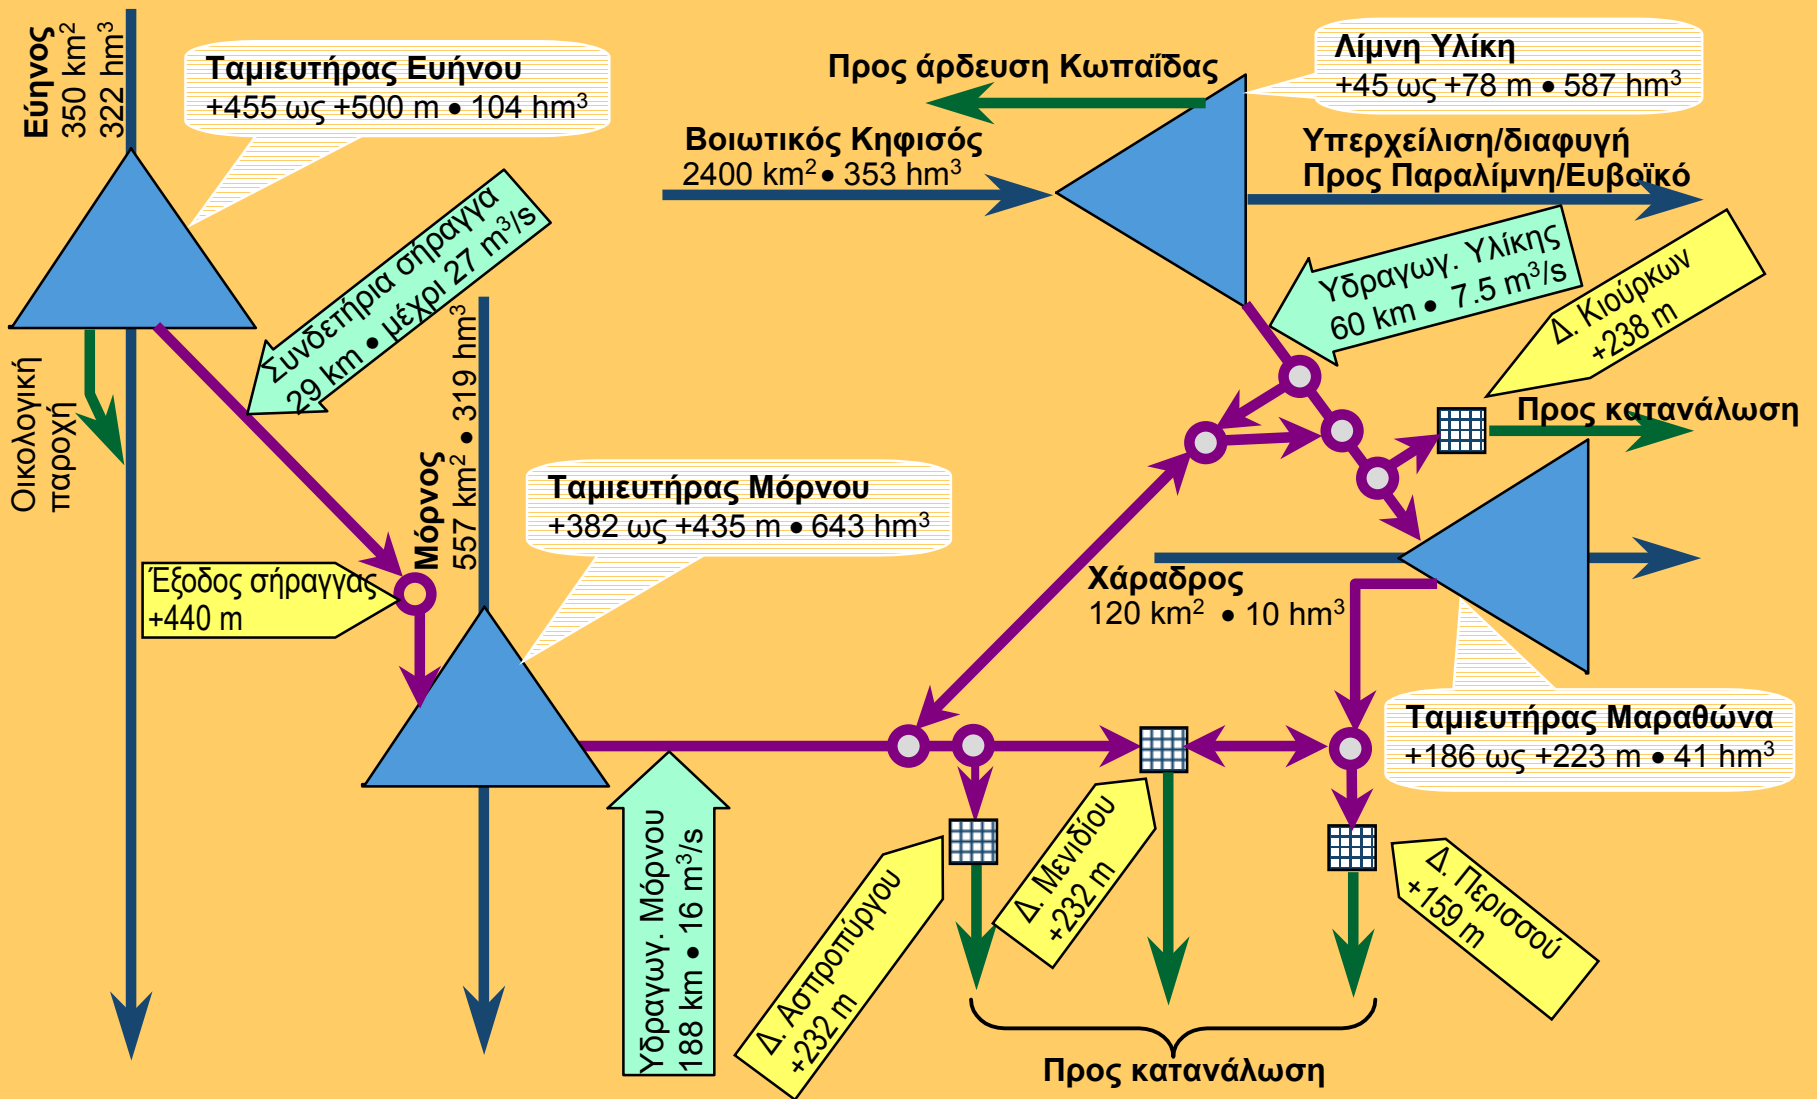 Εύηνος
350 km²
322 hm³
Ταμιευτήρας Ευήνου
+455 ως +500 m • 104 hm³
Προς άρδευση Κωπαΐδας
Λίμνη Υλίκη
+45 ως +78 m • 587 hm³
Βοιωτικός Κηφισός
2400 km² • 353 hm³
Υπερχείλιση/διαφυγή
Προς Παραλίμνη/Ευβοϊκό
Συνδετήρια σήραγγα
29 km • μέχρι 27 m³/s
Υδραγωγ. Υλίκης
60 km • 7.5 m³/s
Δ. Κιούρκων
+238 m
Προς κατανάλωση
Οικολογική
παροχή
Μόρνος
557 km² • 319 hm³
Ταμιευτήρας Μόρνου
+382 ως +435 m • 643 hm³
Έξοδος σήραγγας
+440 m
Χάραδρος
120 km² • 10 hm³
Ταμιευτήρας Μαραθώνα
+186 ως +223 m • 41 hm³
Υδραγωγ. Μόρνου
188 km • 16 m³/s
Δ. Ασπροπύργου
+232 m
Δ. Μενιδίου
+232 m
Δ. Περισσού
+159 m
Προς κατανάλωση